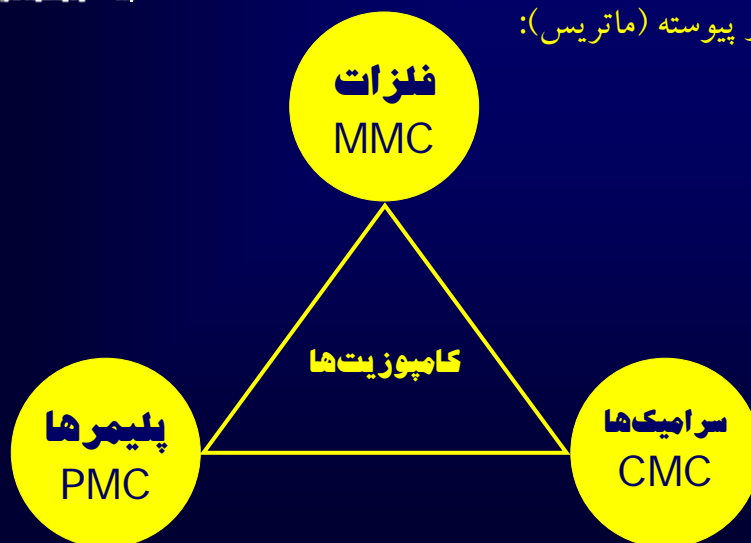 پیوسته (ماتریس):
فلزات
MMC
کامپوزیت‌ها
پلیمرها
PMC
سرامیک‌ها
CMC